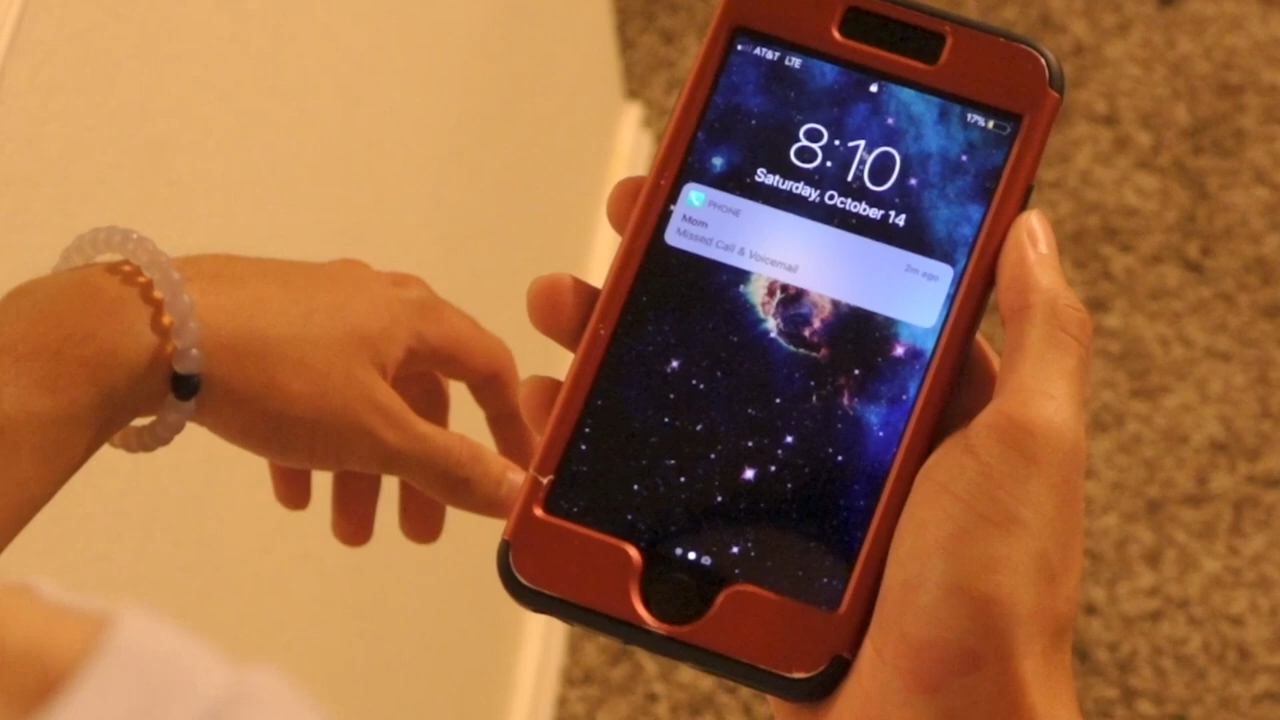 AT&T LTE
17%
8:10
Saturday, October 14
PHONE
2m ago
Mom
Missed Call & Voicemail